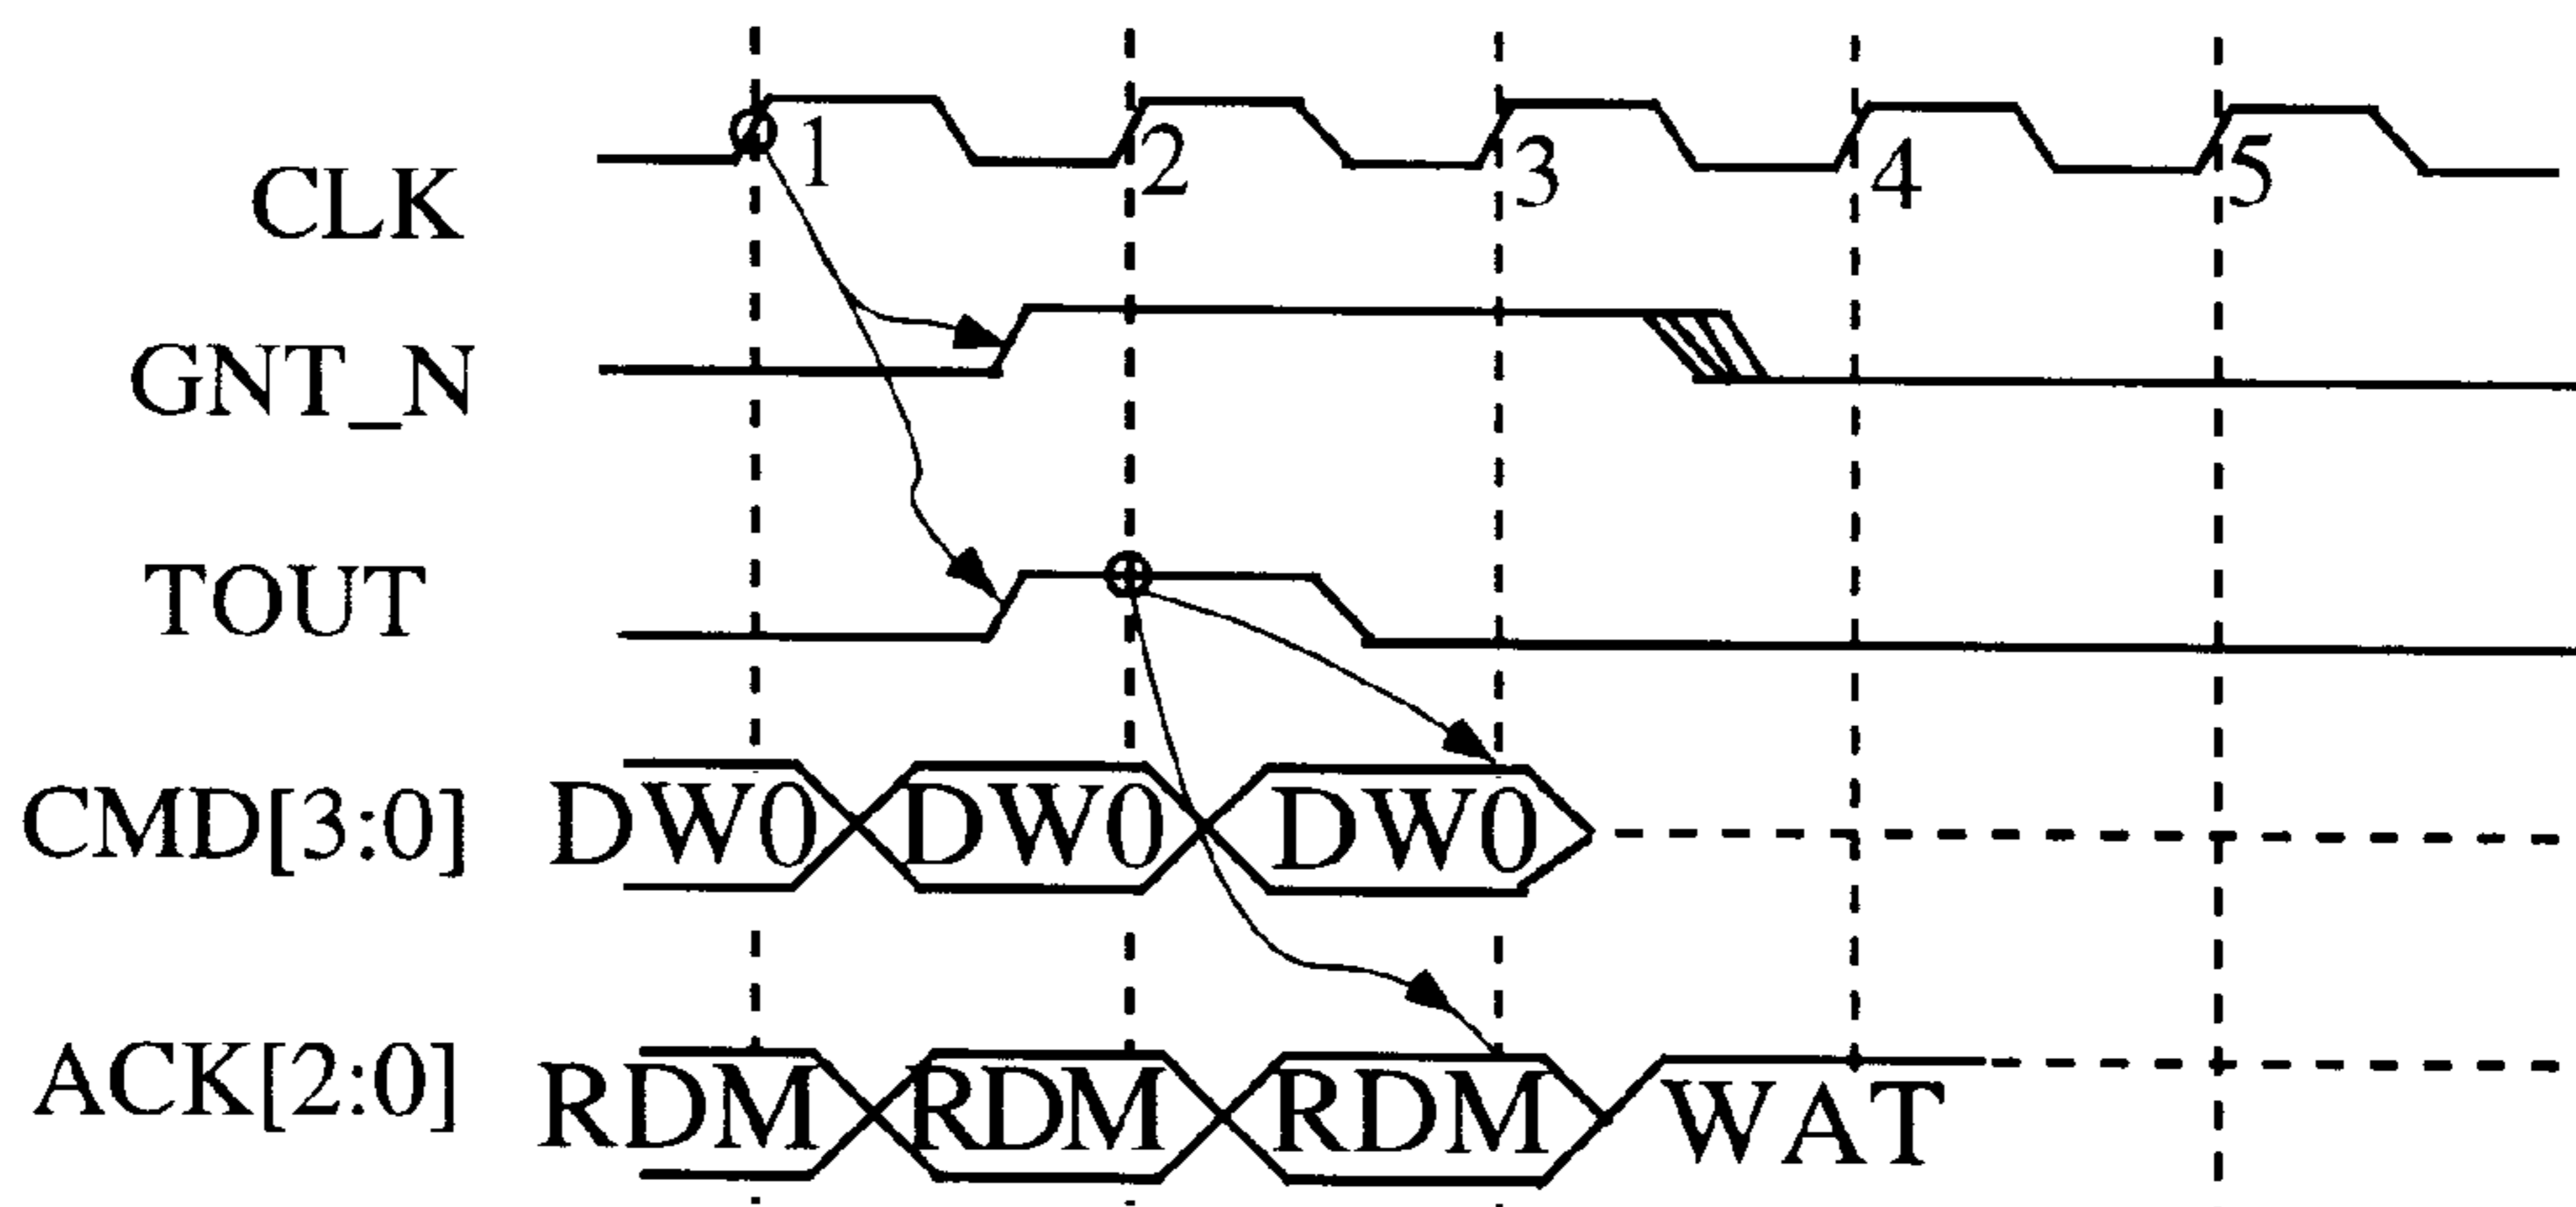 CLK 1 2 3 4 5
GNT_N
TOUT
CMD[3:0] DW0 DW0 DW0
ACK[2:0] RDM RDM RDM WAT